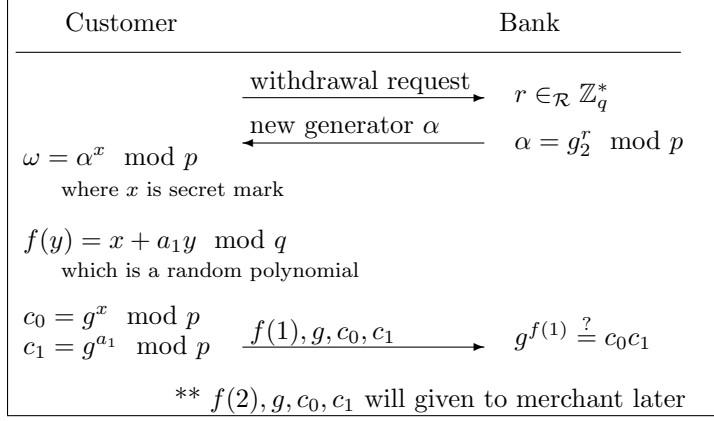 Customer Bank
withdrawal request
r ∈_ℛ ℤ_q^*
new generator α
α = g_2^r mod p
ω = α^x mod p
where x is secret mark
f(y) = x + a_1y mod q
which is a random polynomial
c_0 = g^x mod p
c_1 = g^{a_1} mod p
f(1), g, c_0, c_1
g^{f(1)} ≟ c_0c_1
** f(2), g, c_0, c_1 will given to merchant later